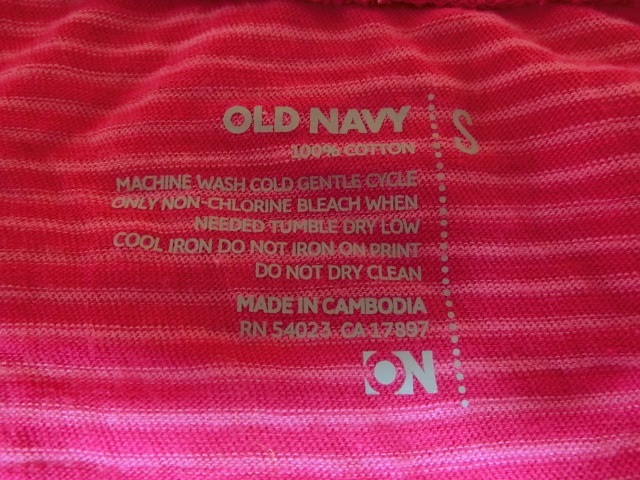 OLD NAVY
S
100% COTTON
MACHINE WASH COLD GENTLE CYCLE
ONLY NON-CHLORINE BLEACH WHEN
NEEDED TUMBLE DRY LOW
COOL IRON DO NOT IRON ON PRINT
DO NOT DRY CLEAN
MADE IN CAMBODIA
RN 54023 CA 17897
ON